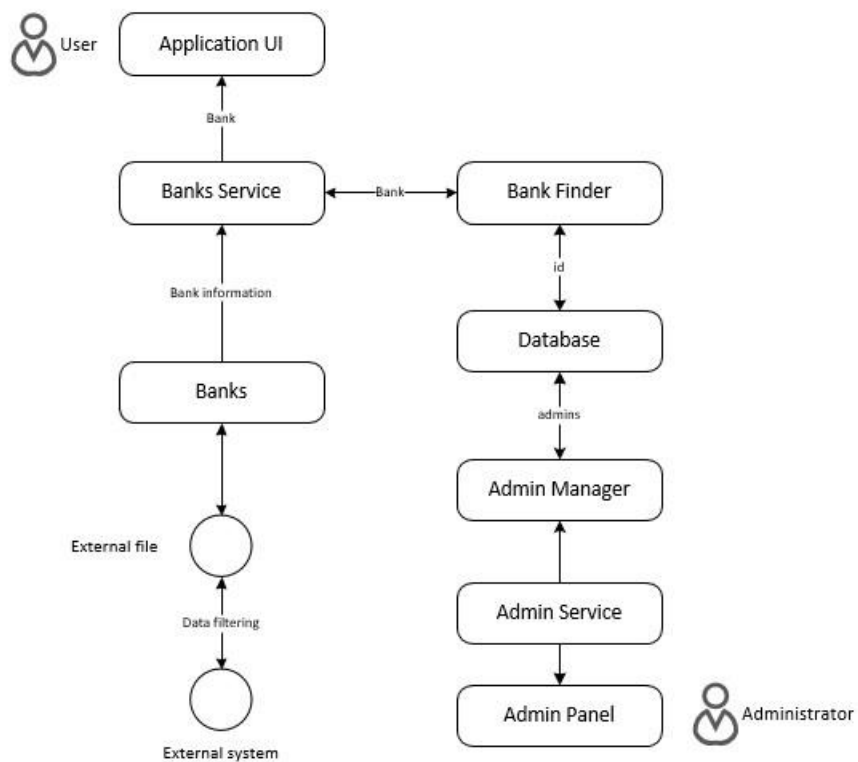 User
Application UI
Bank
Banks Service
Bank
Bank Finder
Bank information
id
Database
Banks
admins
Admin Manager
External file
Data filtering
Admin Service
Admin Panel
Administrator
External system